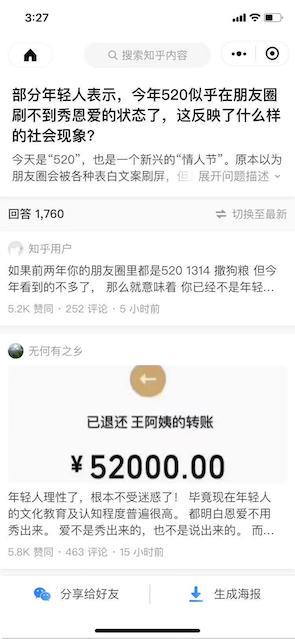 3:27
搜索知乎内容
部分年轻人表示，今年520似乎在朋友圈
刷不到秀恩爱的状态了，这反映了什么样
的社会现象？
今天是“520”，也是一个新兴的“情人节”。原本以为
朋友圈会被各种表白文案刷屏，但 展开问题描述
回答 1,760
切换至最新
知乎用户
如果前两年你的朋友圈里都是520 1314 撒狗粮 但今
年看到的不多了， 那么就意味着 你已经不是年轻...
5.2K 赞同 · 252 评论 · 5 小时前
无何有之乡
已退还 王阿姨的转账
¥52000.00
年轻人理性了，根本不受迷惑了！ 毕竟现在年轻人
的文化教育及认知程度普遍很高。 都明白恩爱不用
秀出来。 爱不是秀出来的，也不是说出来的。 而...
5.8K 赞同 · 463 评论 · 15 小时前
分享给好友
生成海报